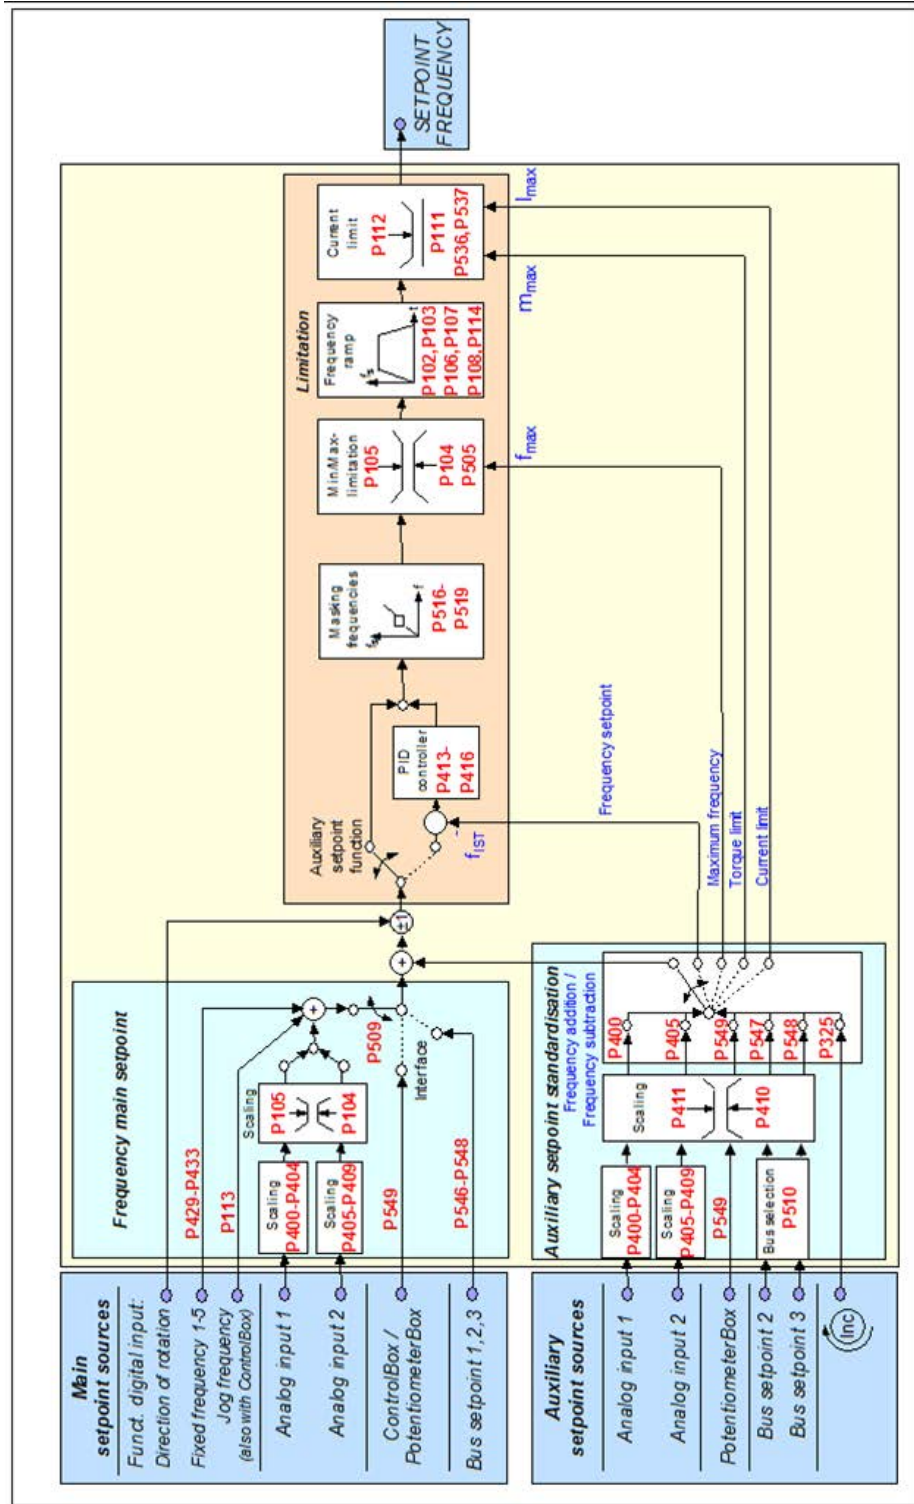 Main
setpoint sources
Funct. digital input:
Direction of rotation
Fixed frequency 1-5
Jog frequency
(also with ControlBox)
Analog input 1
Analog input 2
ControlBox /
PotentiometerBox
Bus setpoint 1,2,3
Frequency main setpoint
P429-P433
P113
Scaling
P400-P404
Scaling
P405-P409
Scaling
P105
P104
P549
P509
Interface
P546-P548
Auxiliary
setpoint sources
Analog input 1
Analog input 2
PotentiometerBox
Bus setpoint 2
Bus setpoint 3
Inc
Auxiliary setpoint standardisation
Frequency addition /
Frequency subtraction
Scaling
P400-P404
Scaling
P405-P409
P549
Bus selection
P510
Scaling
P411
P410
P400
P405
P549
P547
P548
P325
+
+
±1
Limitation
Auxiliary
setpoint
function
-
fIST
PID
controller
P413-
P416
Masking
frequencies
f
P516-
P519
Min/Max-
limitation
P105
P104
P505
Frequency
ramp
t
P102,P103
P106,P107
P108,P114
Current
limit
P112
P111
P536,P537
Frequency setpoint
Maximum frequency
Torque limit
Current limit
fmax
mmax
Imax
SETPOINT
FREQUENCY